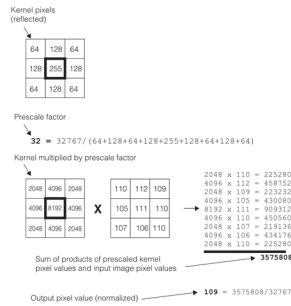 Kernel pixels
(reflected)
64 128 64
128 255 128
64 128 64
Prescale factor
32 = 32767/(64+128+64+128+255+128+64+128+64)
Kernel multiplied by prescale factor
2048 4096 2048
4096 8192 4096
2048 4096 2048
X
110 112 109
105 111 110
107 106 110
2048 x 110 = 225280
4096 x 112 = 458752
2048 x 109 = 223232
4096 x 105 = 430080
8192 x 111 = 909312
4096 x 110 = 450560
2048 x 107 = 219136
4096 x 106 = 434176
2048 x 110 = 225280
Sum of products of prescaled kernel
pixel values and input image pixel values
3575808
Output pixel value (normalized)
109 = 3575808/32767